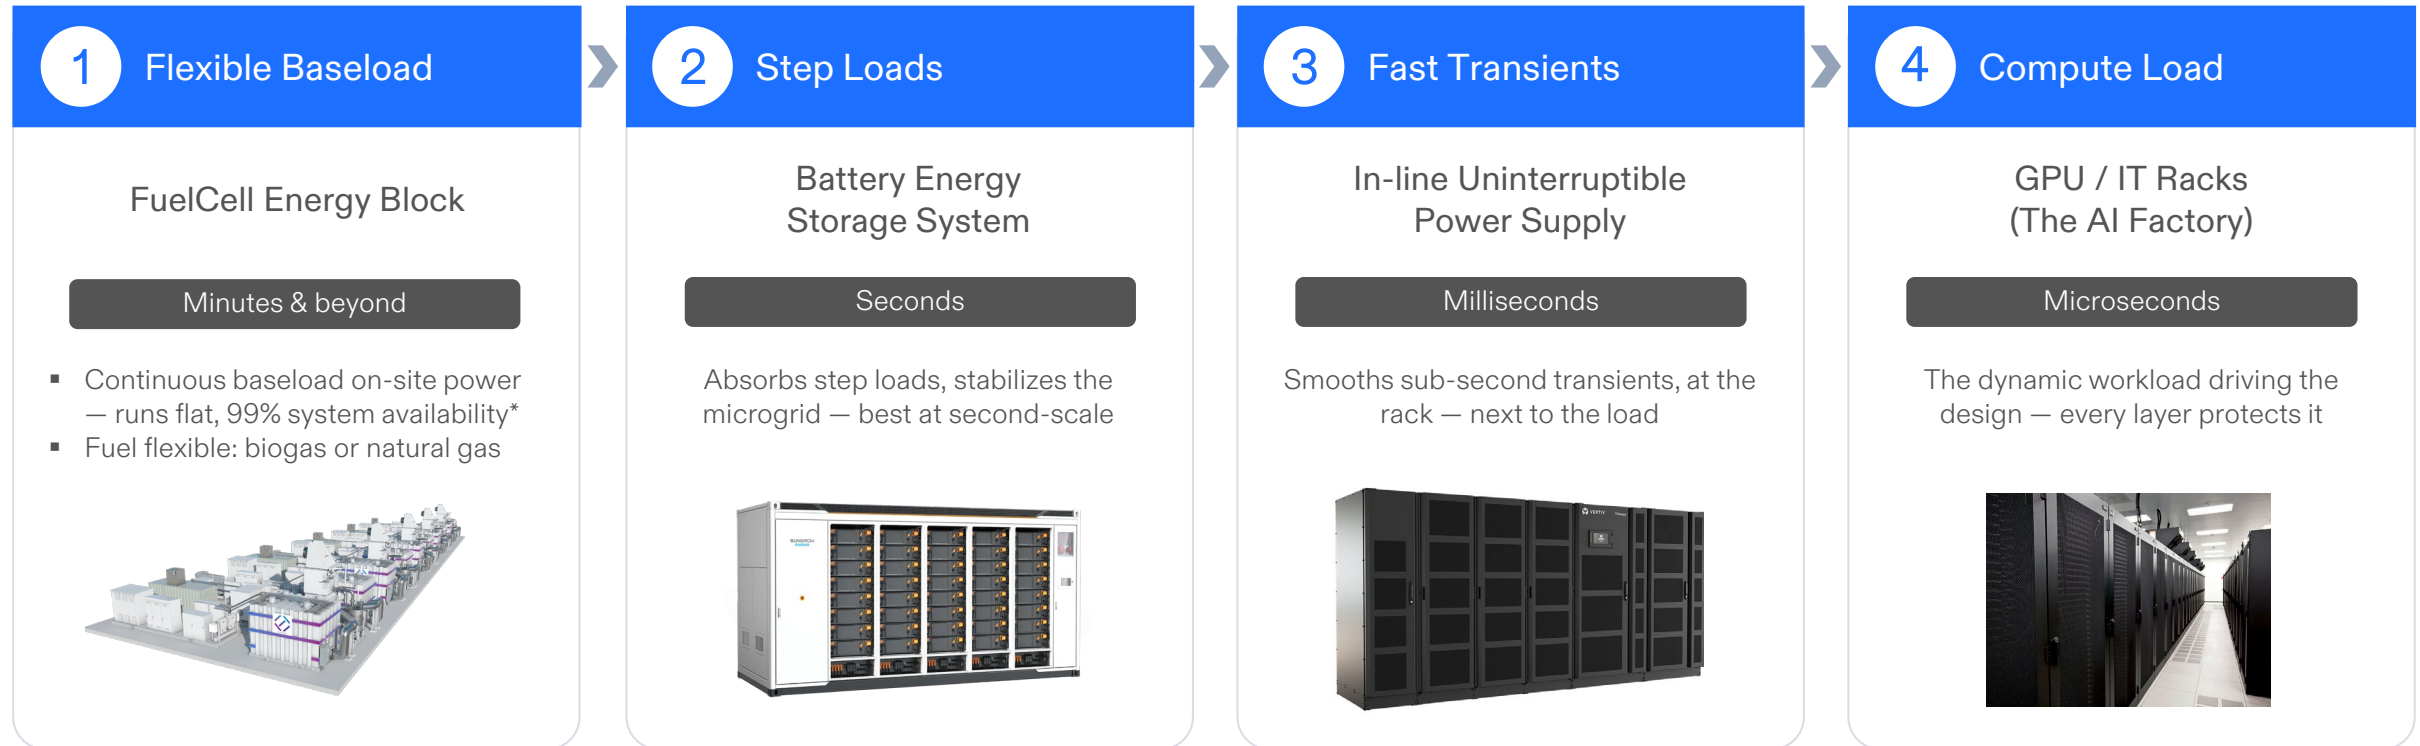 1 Flexible Baseload
FuelCell Energy Block
Minutes & beyond
▪ Continuous baseload on-site power
— runs flat, 99% system availability*
▪ Fuel flexible: biogas or natural gas
2 Step Loads
Battery Energy
Storage System
Seconds
Absorbs step loads, stabilizes the
microgrid — best at second-scale
SUNGROW
3 Fast Transients
In-line Uninterruptible
Power Supply
Milliseconds
Smooths sub-second transients, at the
rack — next to the load
VERTIV
4 Compute Load
GPU / IT Racks
(The AI Factory)
Microseconds
The dynamic workload driving the
design — every layer protects it